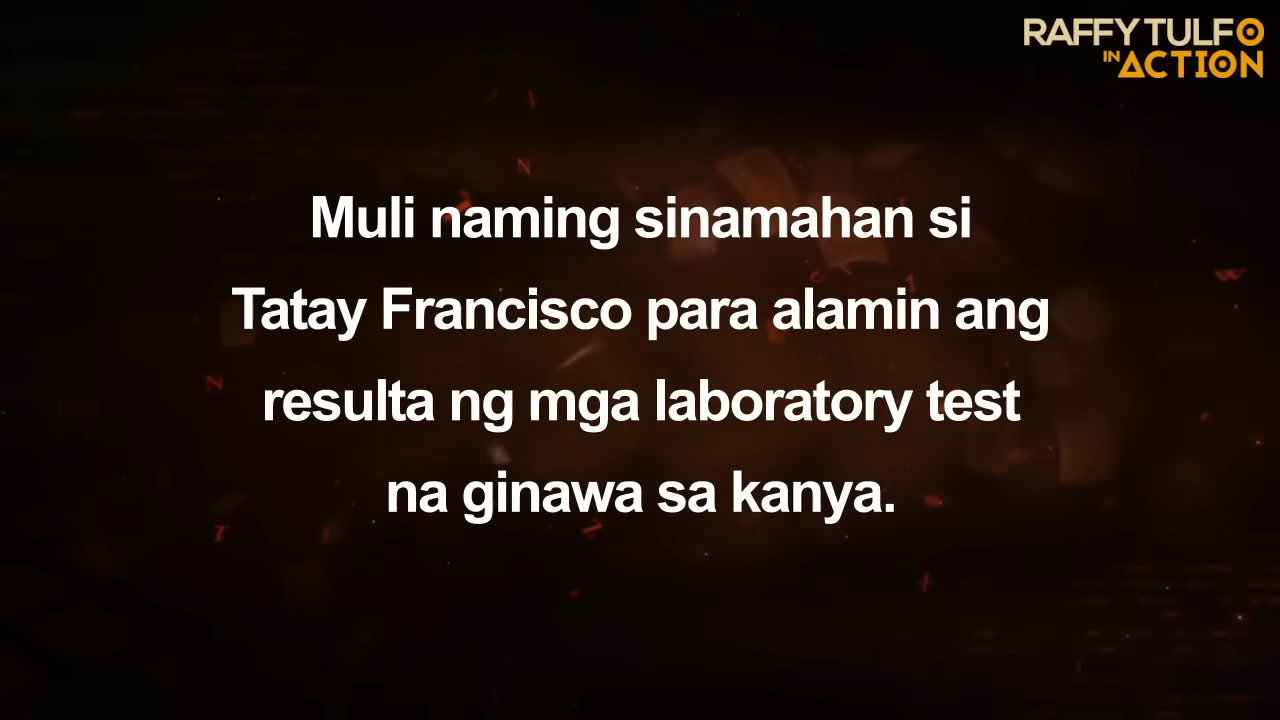 RAFFY TULFO
IN ACTION
Muli naming sinamahan si
Tatay Francisco para alamin ang
resulta ng mga laboratory test
na ginawa sa kanya.